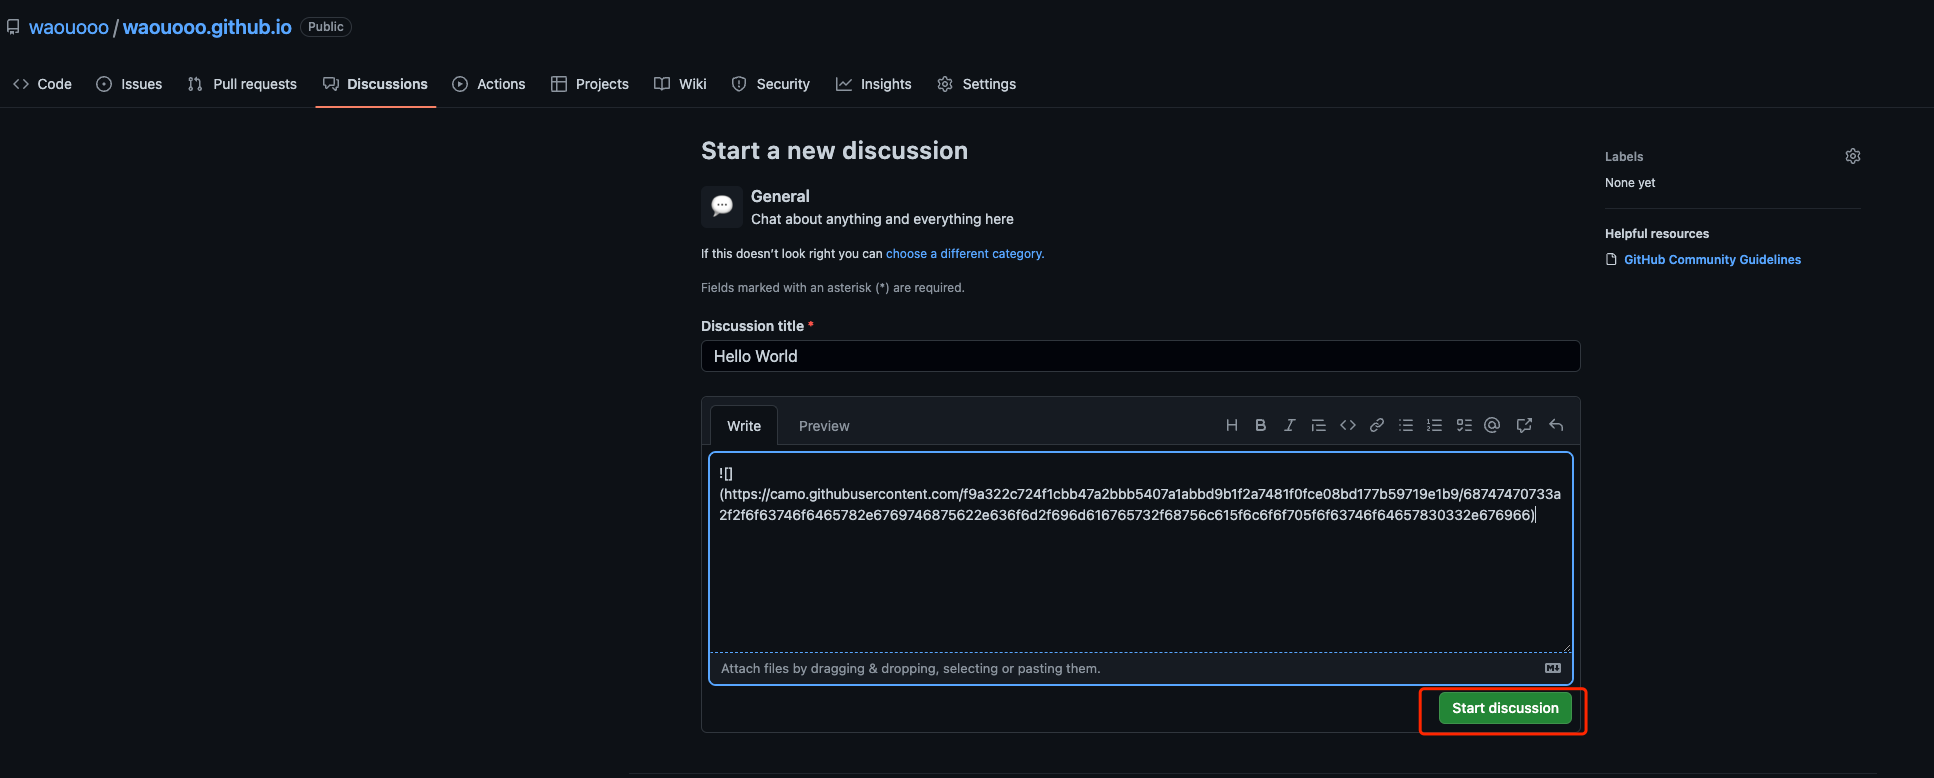 waouooo / waouooo.github.io Public
Code Issues Pull requests Discussions Actions Projects Wiki Security Insights Settings
Start a new discussion
General
Chat about anything and everything here
If this doesn’t look right you can choose a different category.
Fields marked with an asterisk (*) are required.
Discussion title *
Hello World
Write Preview
![]
(https://camo.githubusercontent.com/f9a322c724f1cbb47a2bbb5407a1abbd9b1f2a7481f0fce08bd177b59719e1b9/68747470733a
2f2f6f63746f6465782e6769746875622e636f6d2f696d616765732f68756c615f6c6f6f705f6f63746f64657830332e676966)
Attach files by dragging & dropping, selecting or pasting them.
Start discussion
Labels
None yet
Helpful resources
GitHub Community Guidelines